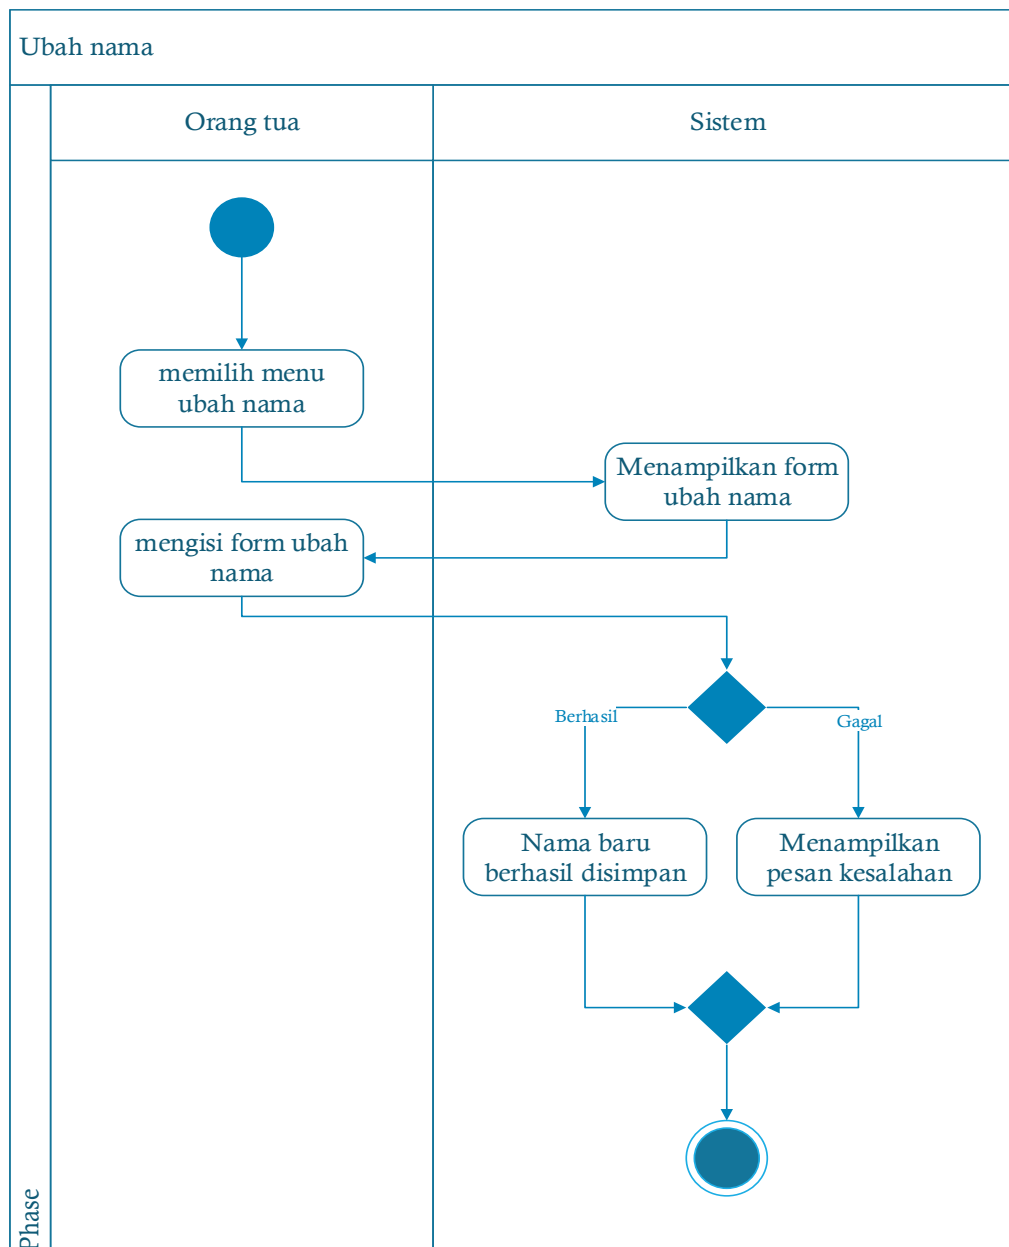 Ubah nama
Orang tua
Sistem
memilih menu
ubah nama
Menampilkan form
ubah nama
mengisi form ubah
nama
Berhasil
Gagal
Nama baru
berhasil disimpan
Menampilkan
pesan kesalahan
Phase